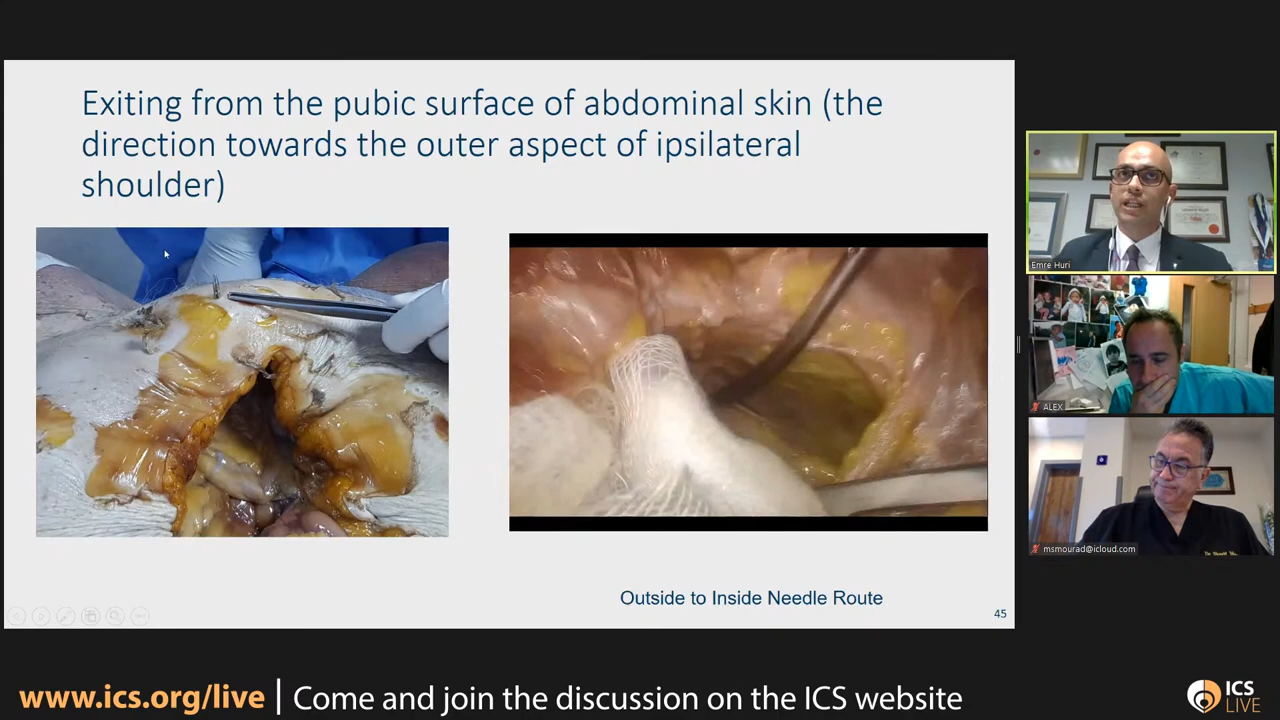 Exiting from the pubic surface of abdominal skin (the
direction towards the outer aspect of ipsilateral
shoulder)
Outside to Inside Needle Route
45
Emre Huri
ALEX
msmourad@icloud.com
www.ics.org/live | Come and join the discussion on the ICS website
ICS
LIVE